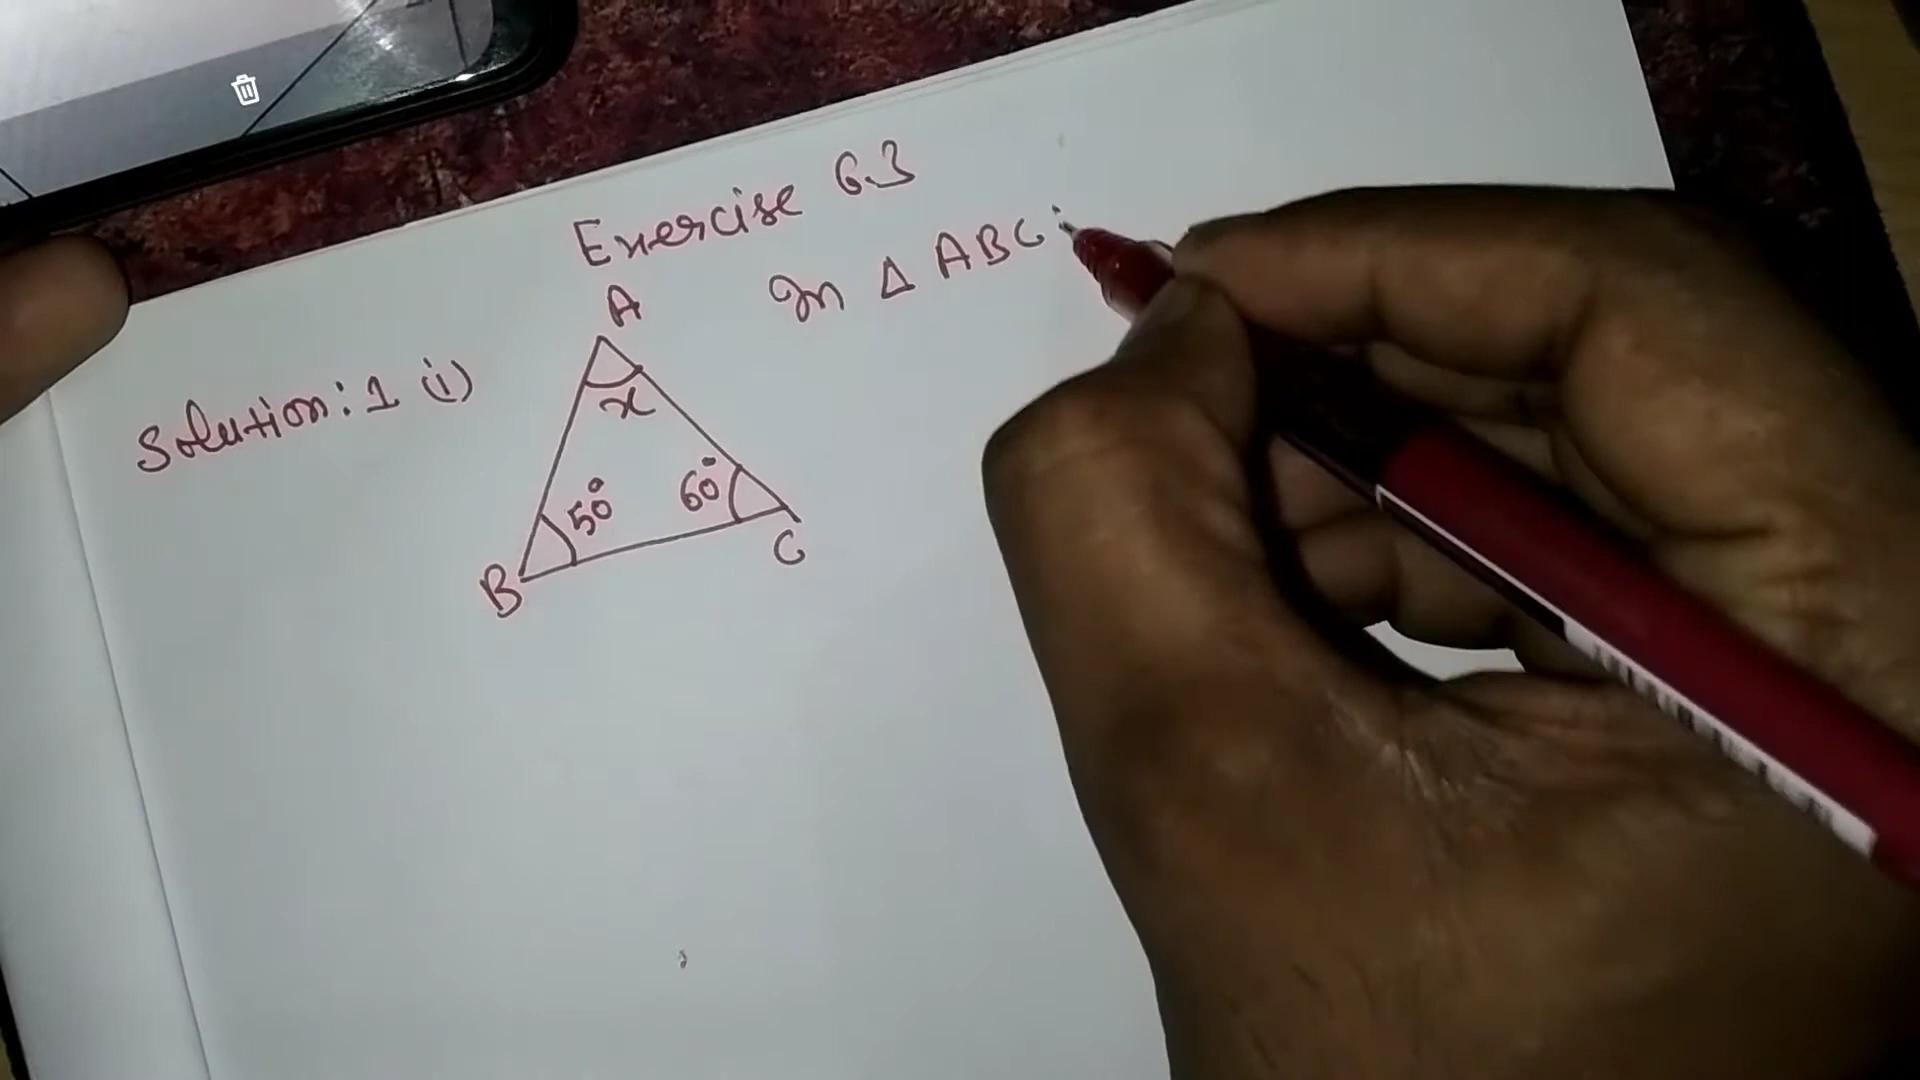 Exercise 6.3
In Δ ABC
A
Solution: 1 (i)
x
50°
60°
B
C